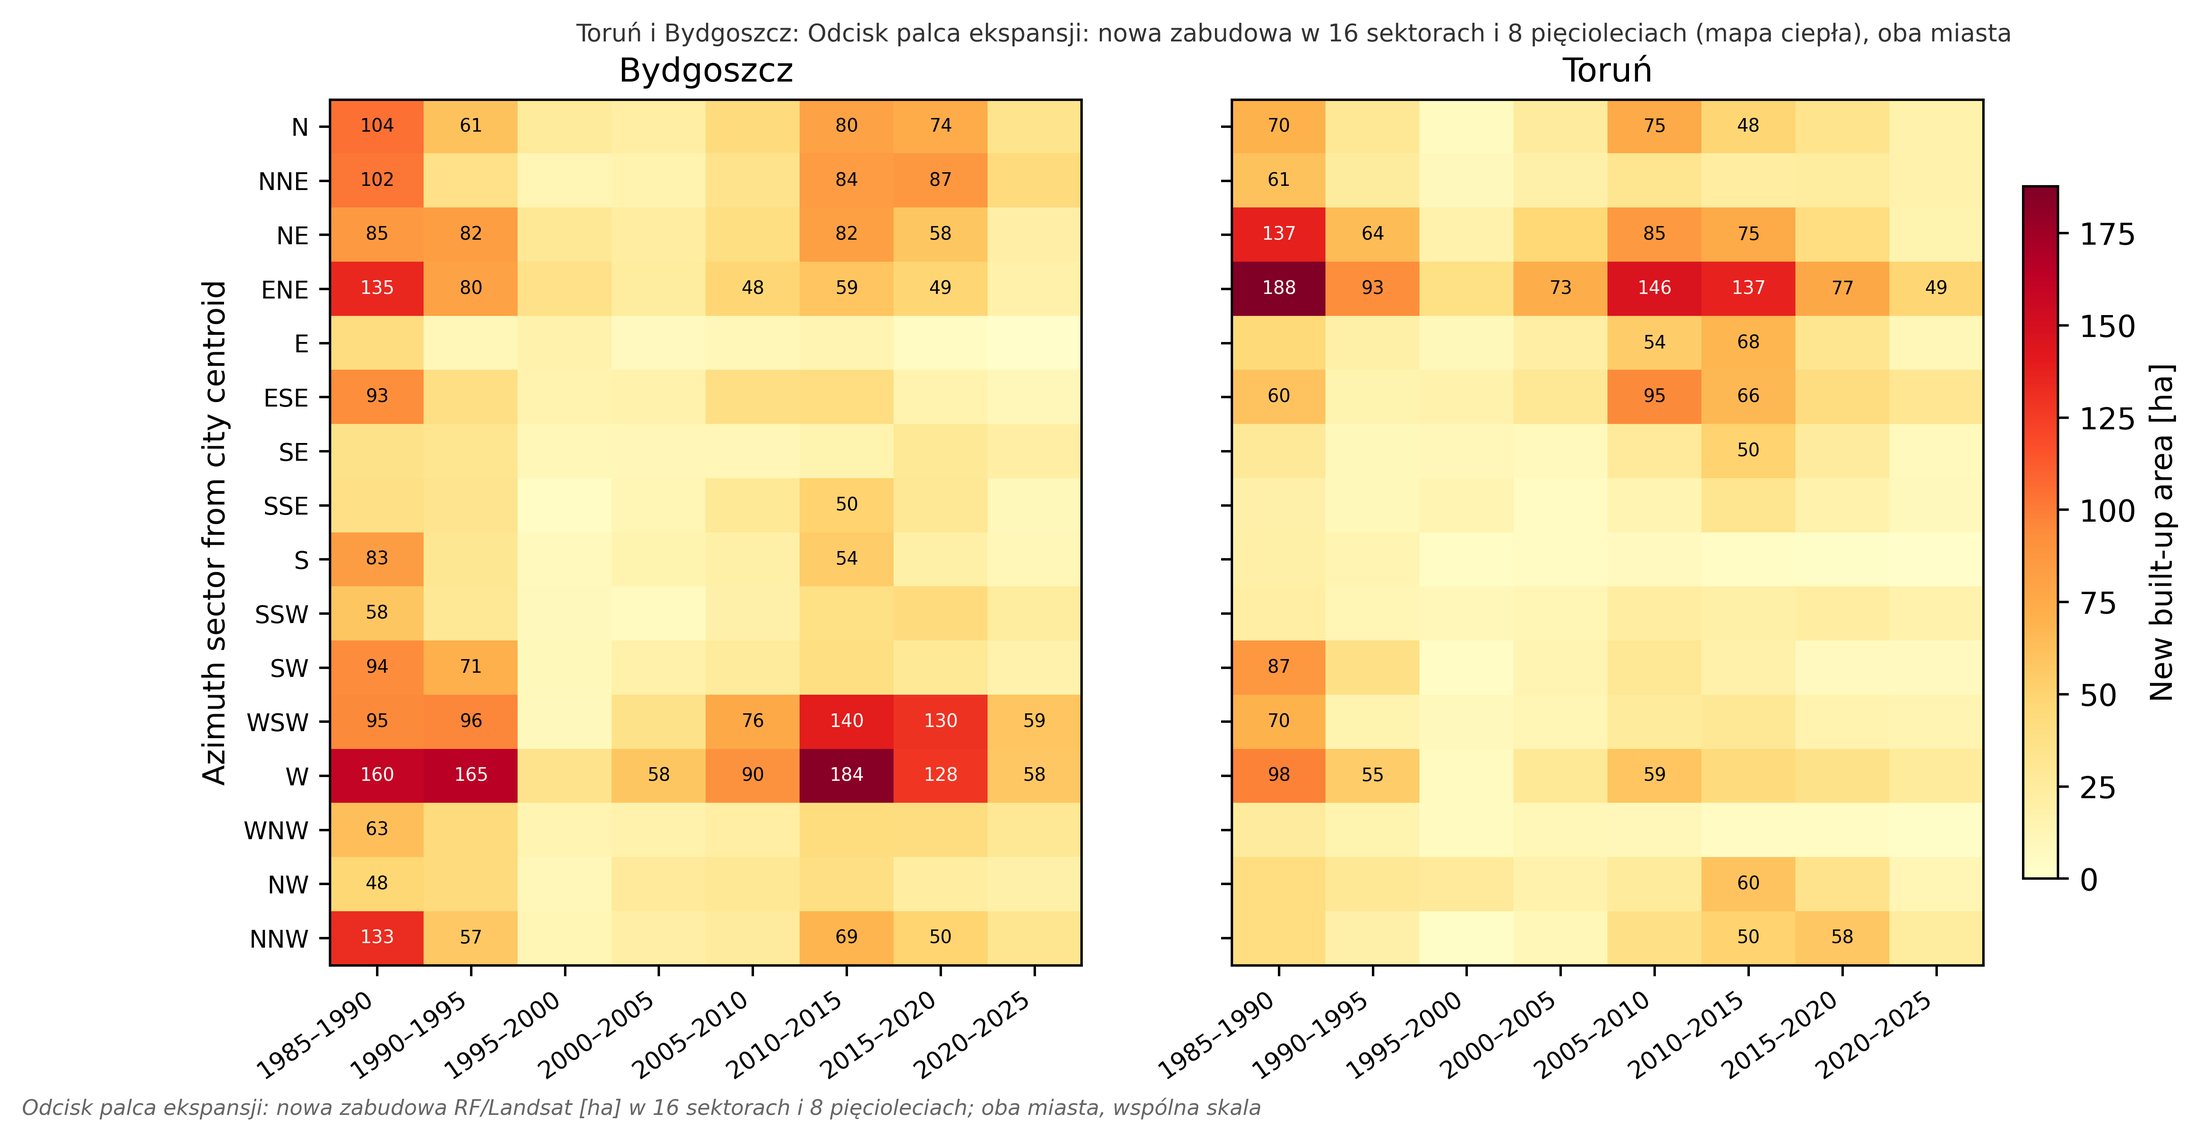 Toruń i Bydgoszcz: Odcisk palca ekspansji: nowa zabudowa w 16 sektorach i 8 pięcioleciach (mapa ciepła), oba miasta
Bydgoszcz
Toruń
Azimuth sector from city centroid
N 104 61 80 74 70 75 48
NNE 102 84 87 61
NE 85 82 82 58 137 64 85 75
ENE 135 80 48 59 49 188 93 73 146 137 77 49
E 54 68
ESE 93 60 95 66
SE 50
SSE 50
S 83 54
SSW 58
SW 94 71 87
WSW 95 96 76 140 130 59 70
W 160 165 58 90 184 128 58 98 55 59
WNW 63
NW 48 60
NNW 133 57 69 50 50 58
1985–1990 1990–1995 1995–2000 2000–2005 2005–2010 2010–2015 2015–2020 2020–2025
1985–1990 1990–1995 1995–2000 2000–2005 2005–2010 2010–2015 2015–2020 2020–2025
175
150
125
100
75
50
25
0
New built-up area [ha]
Odcisk palca ekspansji: nowa zabudowa RF/Landsat [ha] w 16 sektorach i 8 pięcioleciach; oba miasta, wspólna skala